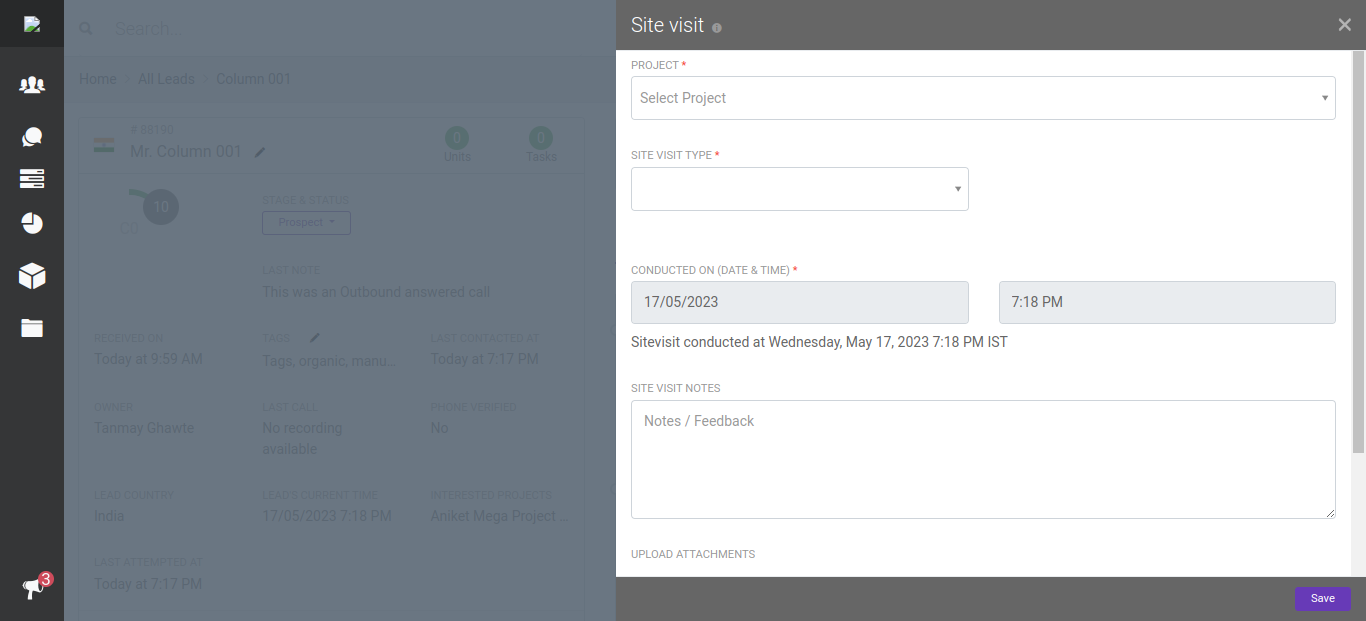 Search...
Home > All Leads > Column 001
# 88190
Mr. Column 001
0
Units
0
Tasks
10
STAGE & STATUS
Prospect
LAST NOTE
This was an Outbound answered call
RECEIVED ON
Today at 9:59 AM
TAGS
Tags, organic, manu...
LAST CONTACTED AT
Today at 7:17 PM
OWNER
Tanmay Ghawte
LAST CALL
No recording
available
PHONE VERIFIED
No
LEAD COUNTRY
India
LEAD'S CURRENT TIME
17/05/2023 7:18 PM
INTERESTED PROJECTS
Aniket Mega Project ...
LAST ATTEMPTED AT
Today at 7:17 PM
3
Site visit
PROJECT *
Select Project
SITE VISIT TYPE *
CONDUCTED ON (DATE & TIME) *
17/05/2023
7:18 PM
Sitevisit conducted at Wednesday, May 17, 2023 7:18 PM IST
SITE VISIT NOTES
Notes / Feedback
UPLOAD ATTACHMENTS
Save